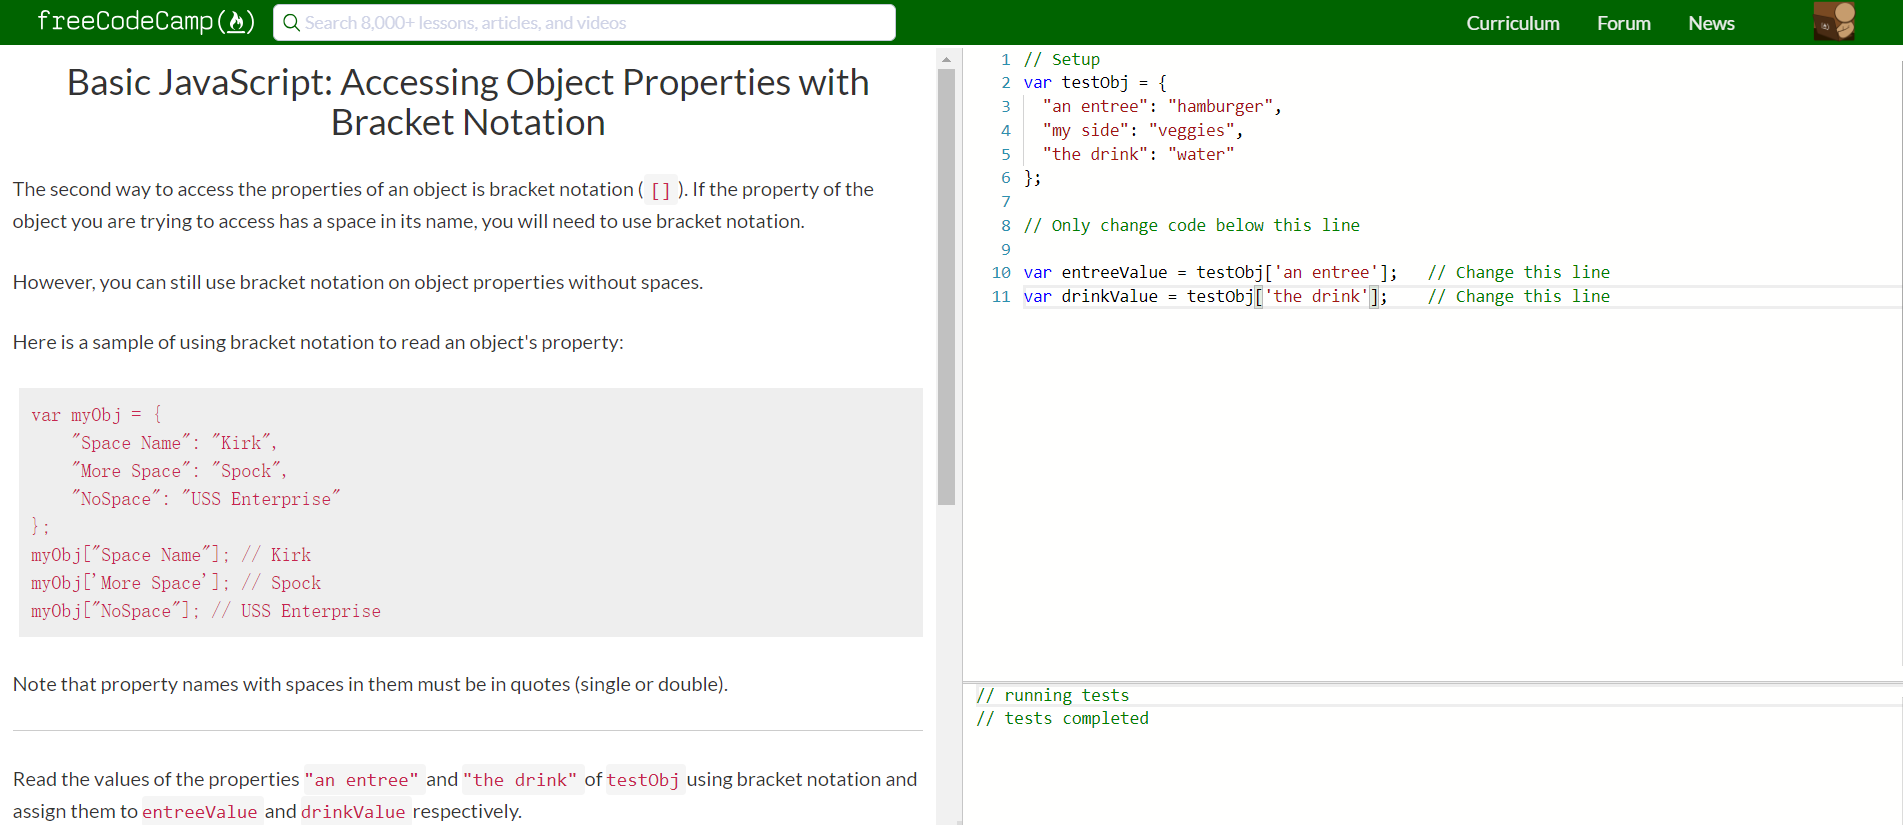 freeCodeCamp
Search 8,000+ lessons, articles, and videos
Curriculum
Forum
News
Basic JavaScript: Accessing Object Properties with
Bracket Notation
The second way to access the properties of an object is bracket notation ( [] ). If the property of the
object you are trying to access has a space in its name, you will need to use bracket notation.
However, you can still use bracket notation on object properties without spaces.
Here is a sample of using bracket notation to read an object's property:
var myObj = {
    "Space Name": "Kirk",
    "More Space": "Spock",
    "NoSpace": "USS Enterprise"
};
myObj["Space Name"]; // Kirk
myObj['More Space']; // Spock
myObj["NoSpace"]; // USS Enterprise
Note that property names with spaces in them must be in quotes (single or double).
Read the values of the properties "an entree" and "the drink" of testObj using bracket notation and
assign them to entreeValue and drinkValue respectively.
1 // Setup
2 var testObj = {
3   "an entree": "hamburger",
4   "my side": "veggies",
5   "the drink": "water"
6 };
7
8 // Only change code below this line
9
10 var entreeValue = testObj['an entree'];   // Change this line
11 var drinkValue = testObj['the drink'];    // Change this line
// running tests
// tests completed